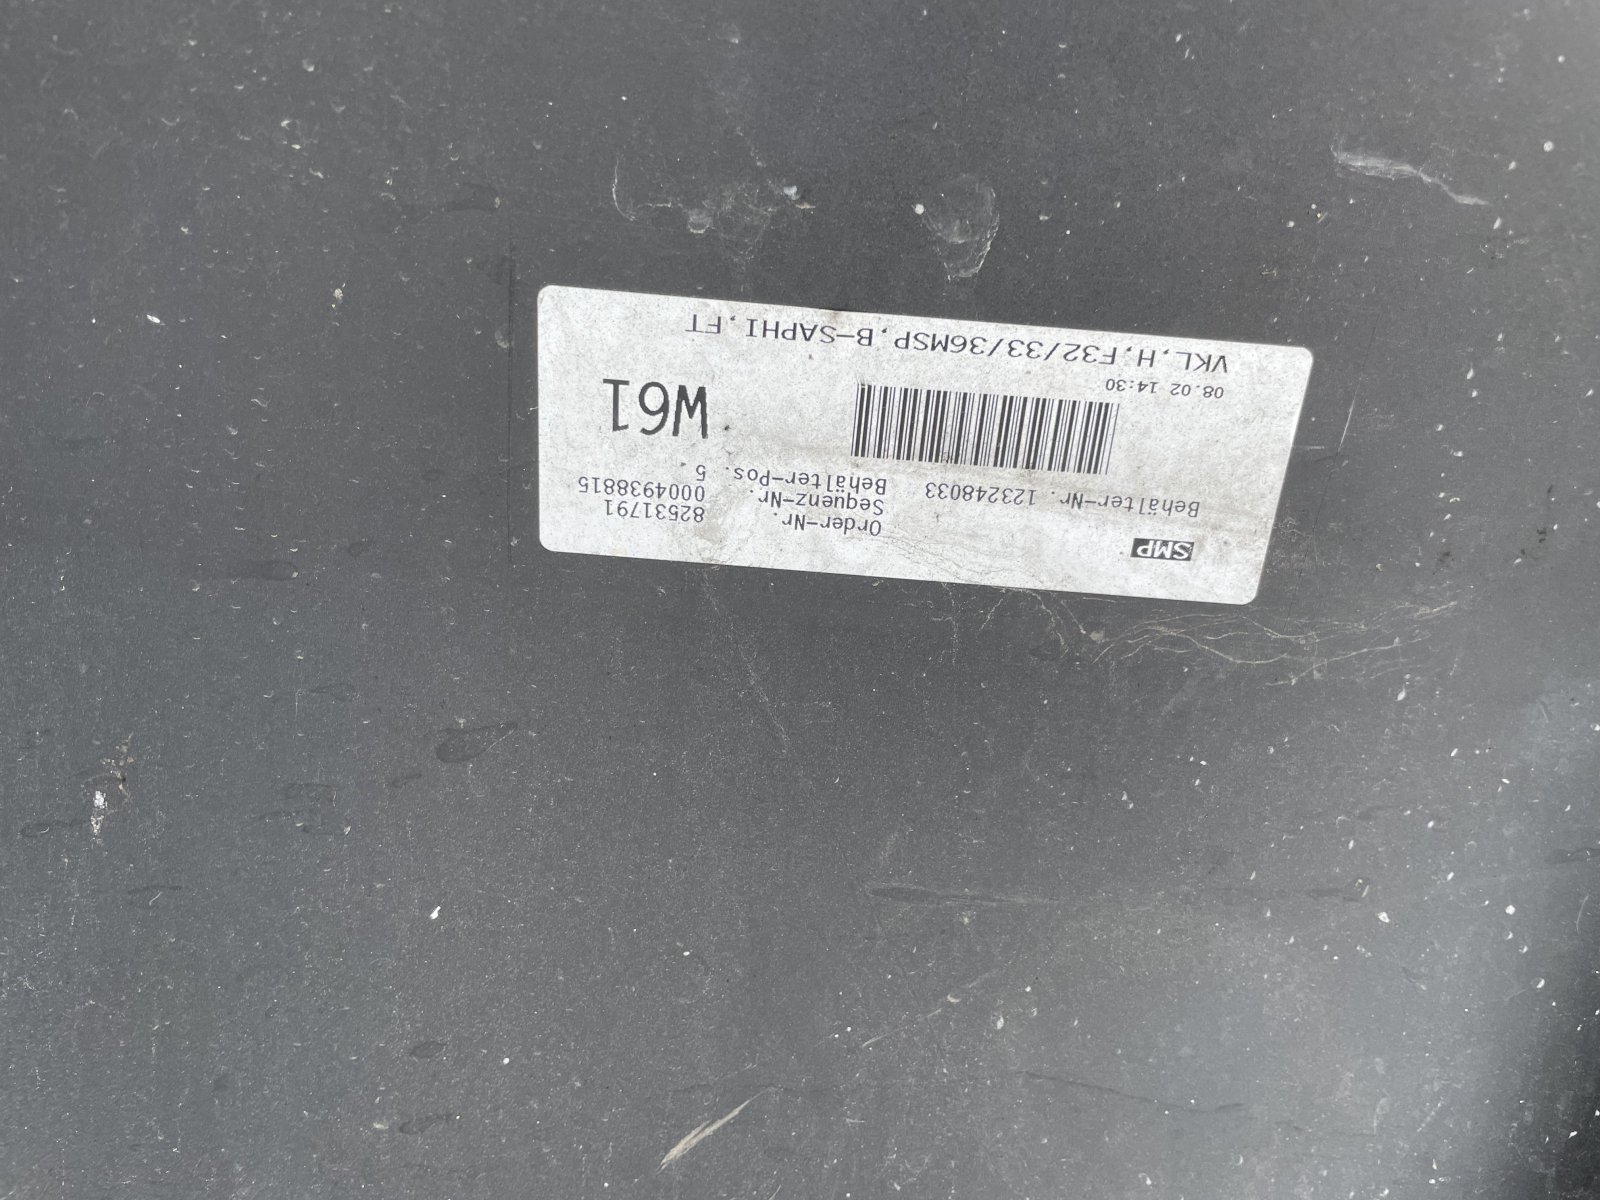 SMP
Order-Nr. 82531791
Sequenz-Nr. 0004938815
Behälter-Nr. 123248033 Behälter-Pos. 5
W61
08.02 14:30
VKL,H,F32/33/36MSP,B-SAPHI,FT